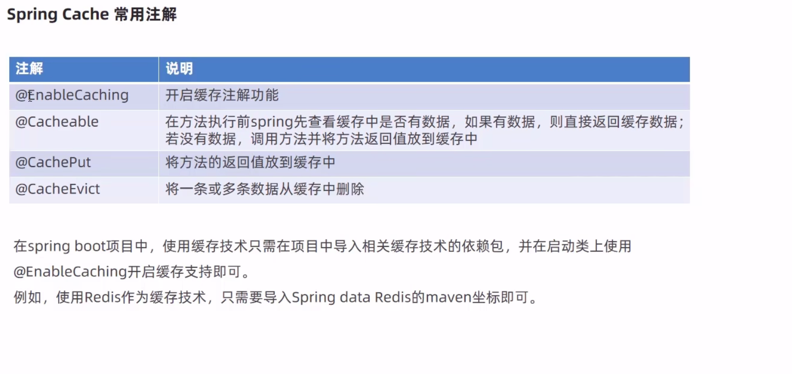 Spring Cache 常用注解
注解 说明
@EnableCaching 开启缓存注解功能
@Cacheable 在方法执行前spring先查看缓存中是否有数据，如果有数据，则直接返回缓存数据；
若没有数据，调用方法并将方法返回值放到缓存中
@CachePut 将方法的返回值放到缓存中
@CacheEvict 将一条或多条数据从缓存中删除
在spring boot项目中，使用缓存技术只需在项目中导入相关缓存技术的依赖包，并在启动类上使用
@EnableCaching开启缓存支持即可。
例如，使用Redis作为缓存技术，只需要导入Spring data Redis的maven坐标即可。